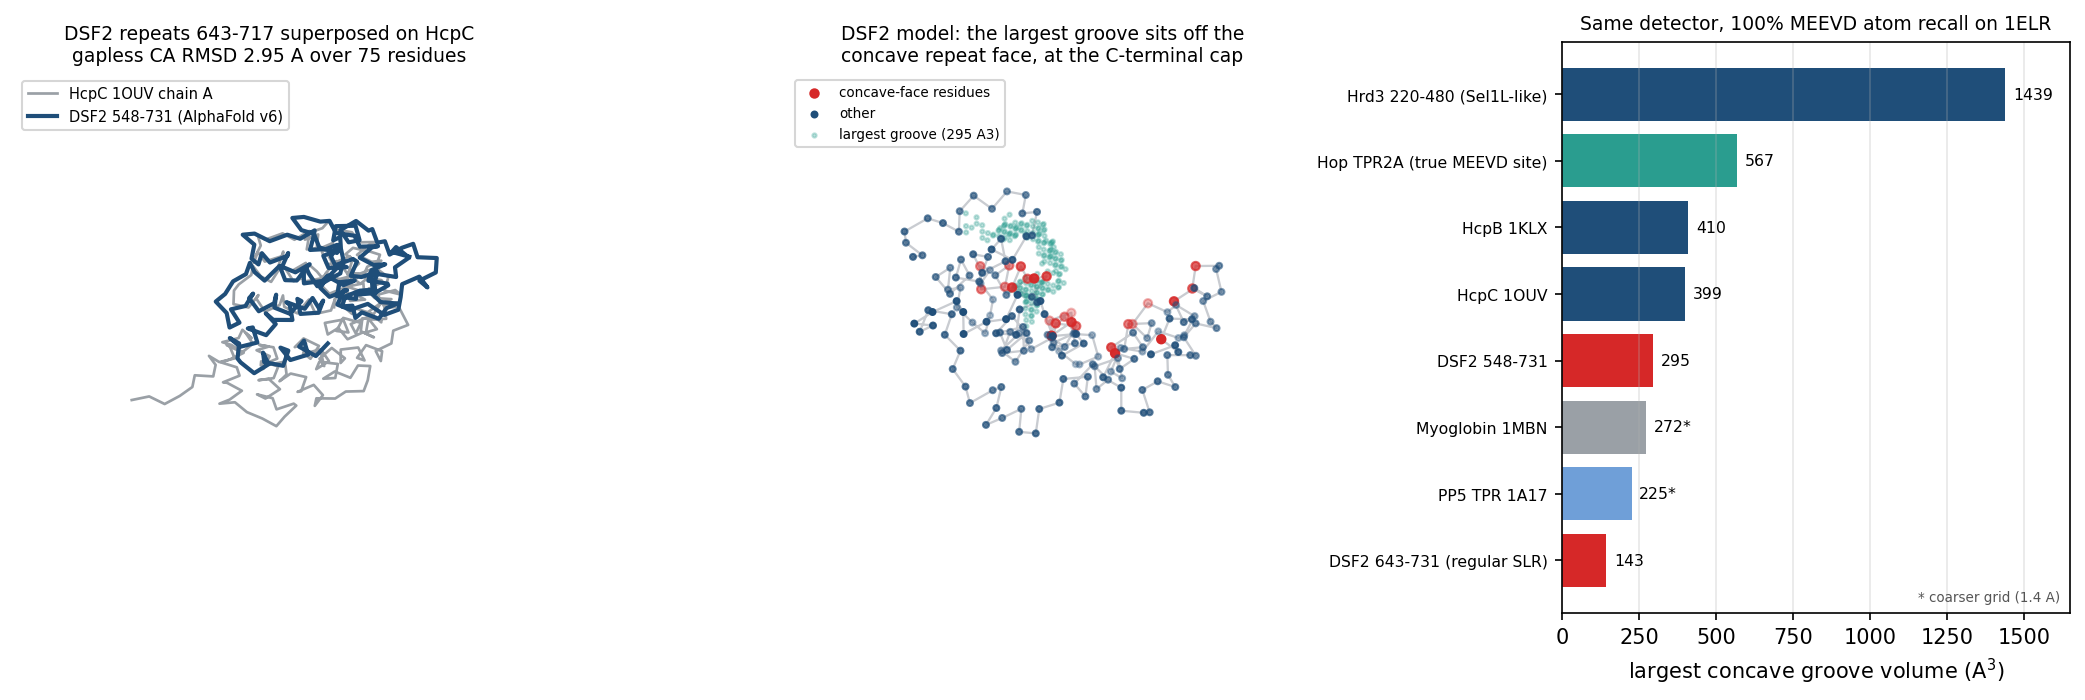 DSF2 repeats 643-717 superposed on HcpC
gapless CA RMSD 2.95 A over 75 residues
HcpC 1OUV chain A
DSF2 548-731 (AlphaFold v6)
DSF2 model: the largest groove sits off the
concave repeat face, at the C-terminal cap
concave-face residues
other
largest groove (295 A3)
Same detector, 100% MEEVD atom recall on 1ELR
Hrd3 220-480 (Sel1L-like)
1439
Hop TPR2A (true MEEVD site)
567
HcpB 1KLX
410
HcpC 1OUV
399
DSF2 548-731
295
Myoglobin 1MBN
272*
PP5 TPR 1A17
225*
DSF2 643-731 (regular SLR)
143
* coarser grid (1.4 A)
0 250 500 750 1000 1250 1500
largest concave groove volume (A³)